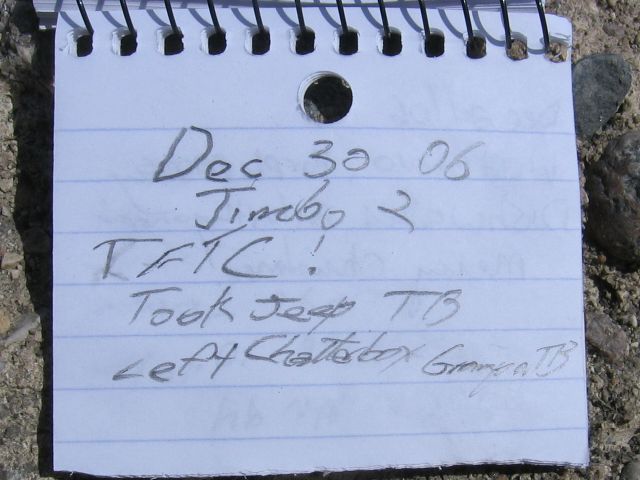 Dec 30 06
Jimbo 2
TFTC!
Took Jeep TB
Left Chatterbox Grampa TB